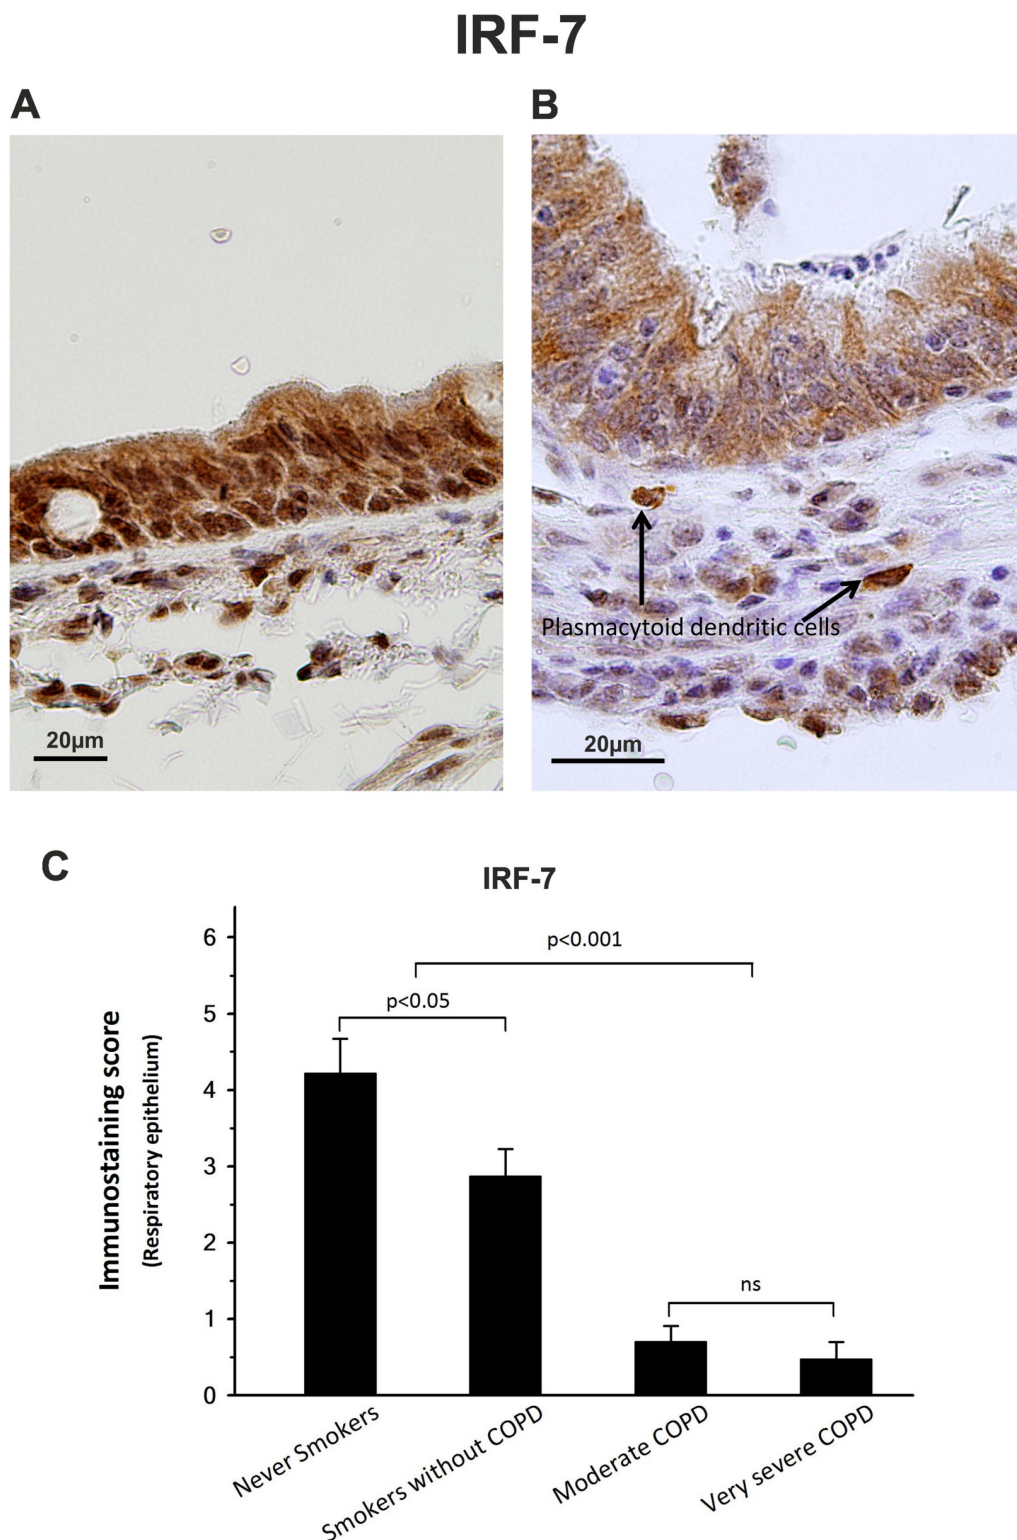 IRF-7
A
B
Plasmacytoid dendritic cells
20µm
20µm
C
IRF-7
p<0.001
p<0.05
ns
Immunostaining score
(Respiratory epithelium)
6
5
4
3
2
1
0
Never Smokers
Smokers without COPD
Moderate COPD
Very severe COPD